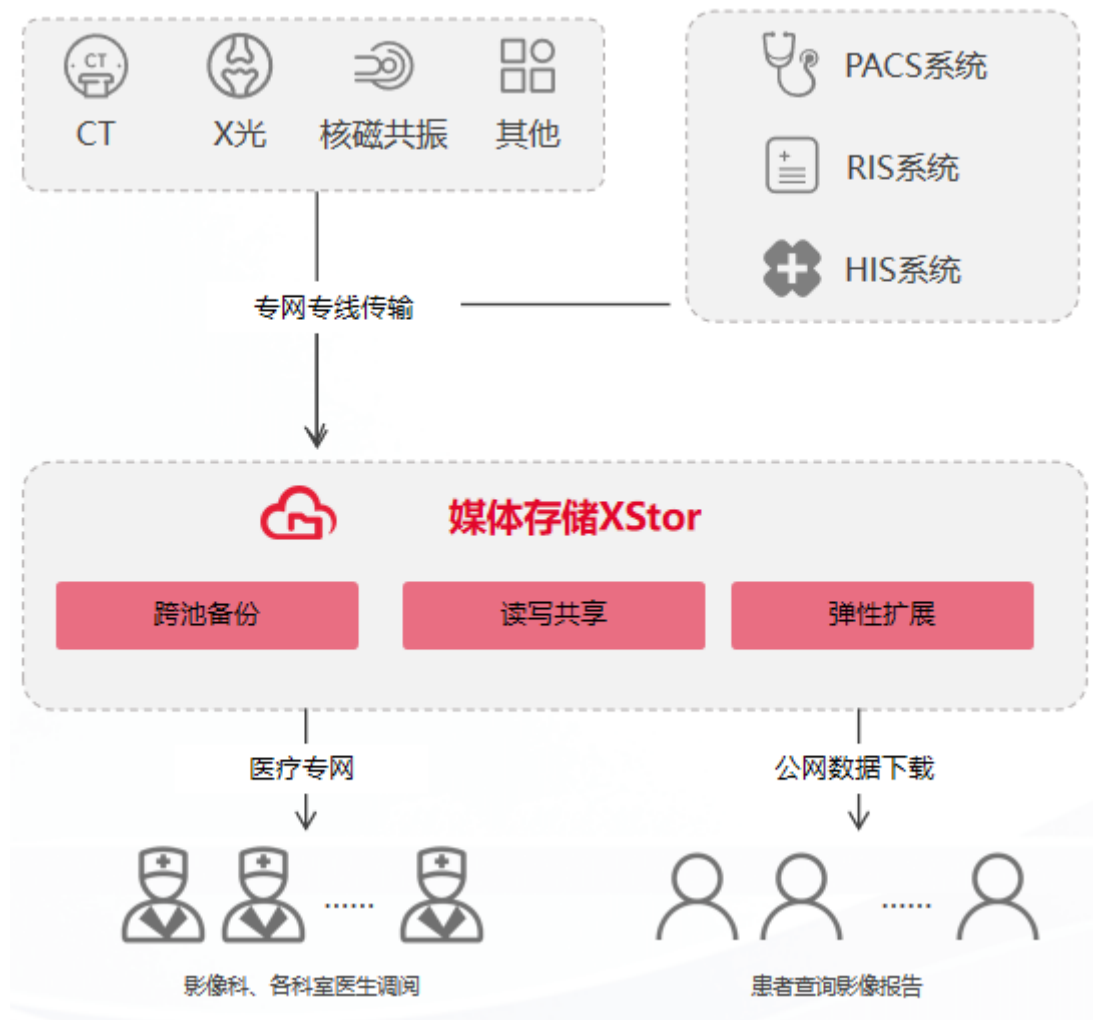 CT
CT
X光
核磁共振
其他
PACS系统
RIS系统
HIS系统
专网专线传输
媒体存储XStor
跨池备份
读写共享
弹性扩展
医疗专网
公网数据下载
......
......
影像科、各科室医生调阅
患者查询影像报告